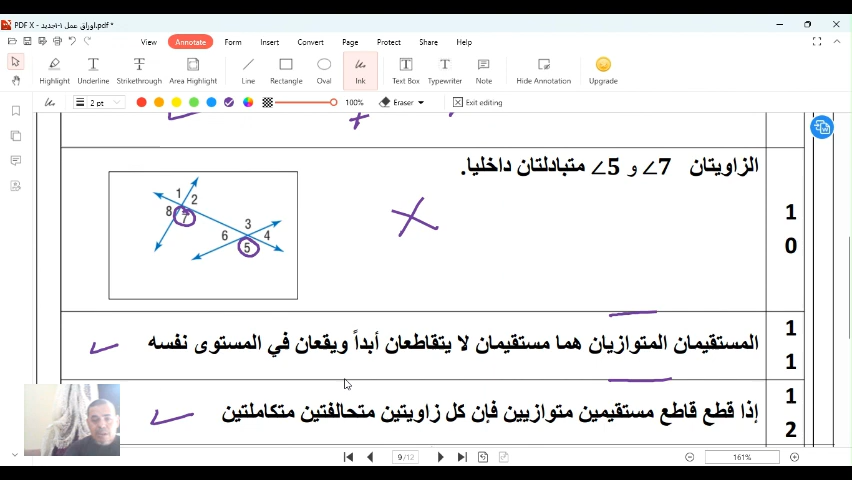 اوراق عمل ١-٩جديد.pdf * - PDF X
View Annotate Form Insert Convert Page Protect Share Help
Highlight Underline Strikethrough Area Highlight Line Rectangle Oval Ink Text Box Typewriter Note Hide Annotation Upgrade
2 pt 100% Eraser Exit editing
الزاويتان ∠7 و ∠5 متبادلتان داخليا.
1
0
1 2
8 7
3
6 4
5
المستقيمان المتوازيان هما مستقيمان لا يتقاطعان أبداً ويقعان في المستوى نفسه
1
1
إذا قطع قاطع مستقيمين متوازيين فإن كل زاويتين متحالفتين متكاملتين
1
2
9 /12 161%